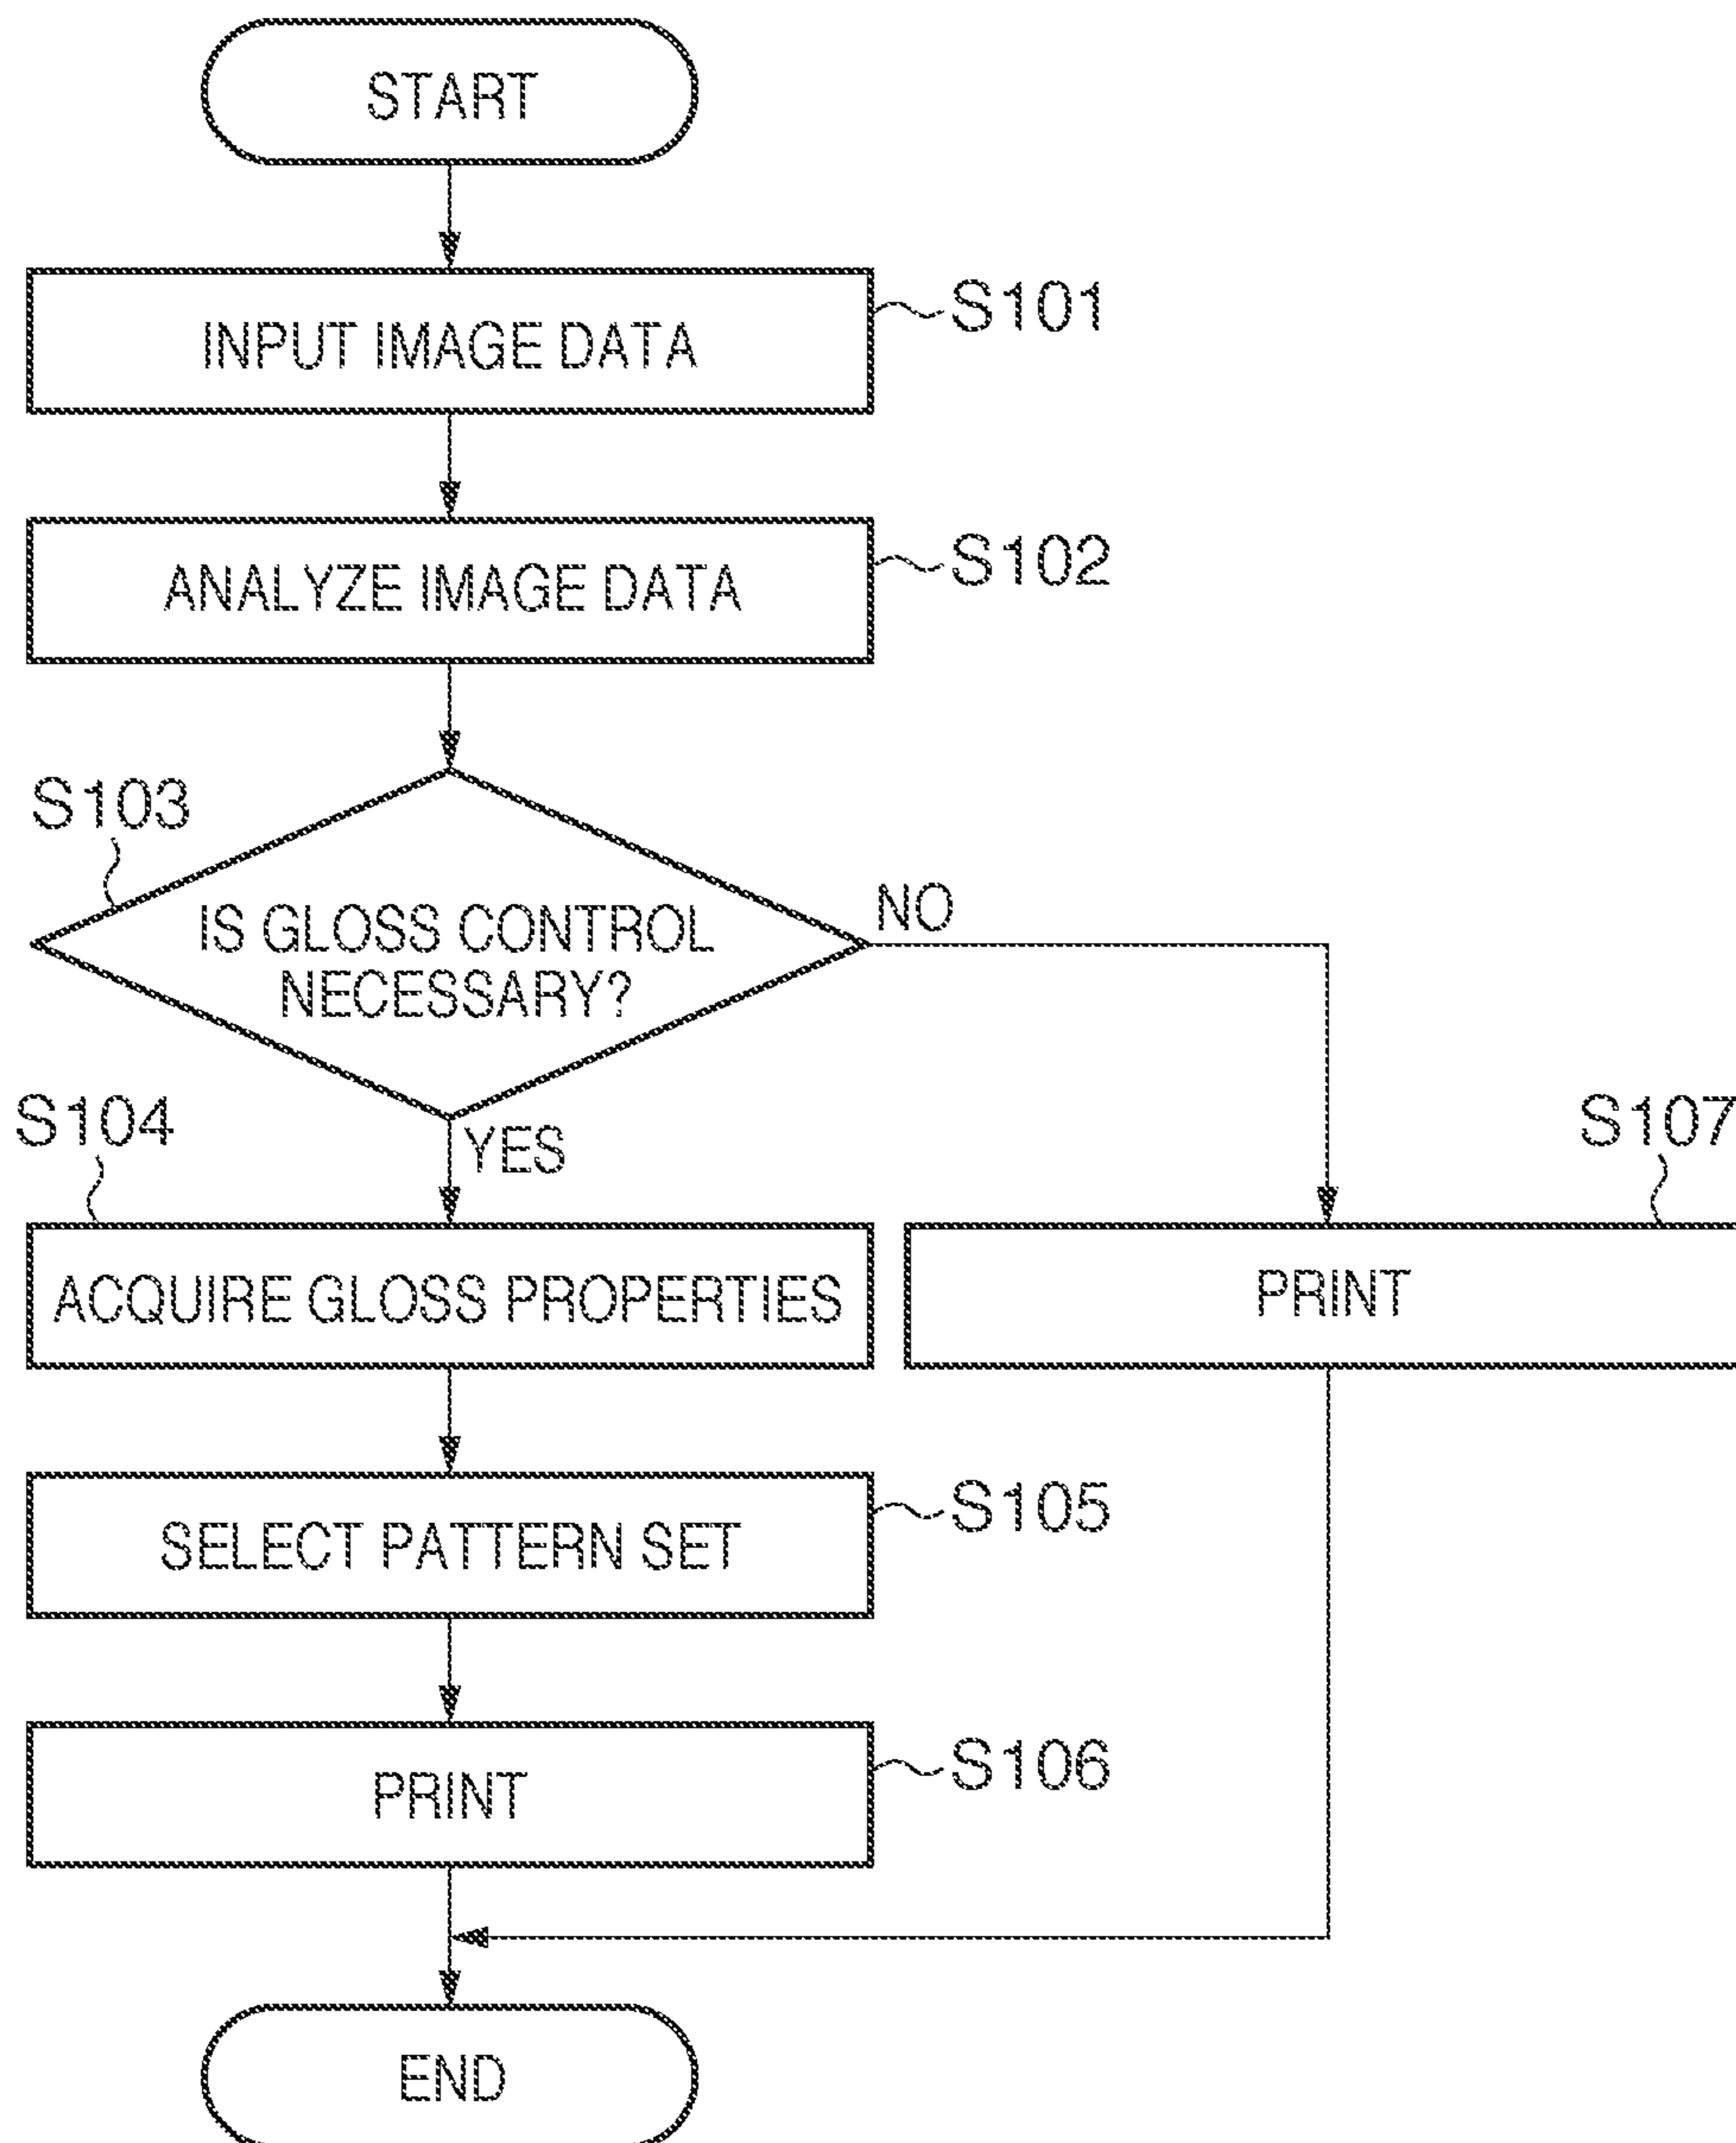 START
INPUT IMAGE DATA
S101
ANALYZE IMAGE DATA
S102
S103
IS GLOSS CONTROL
NECESSARY?
NO
YES
S104
ACQUIRE GLOSS PROPERTIES
S107
PRINT
SELECT PATTERN SET
S105
PRINT
S106
END